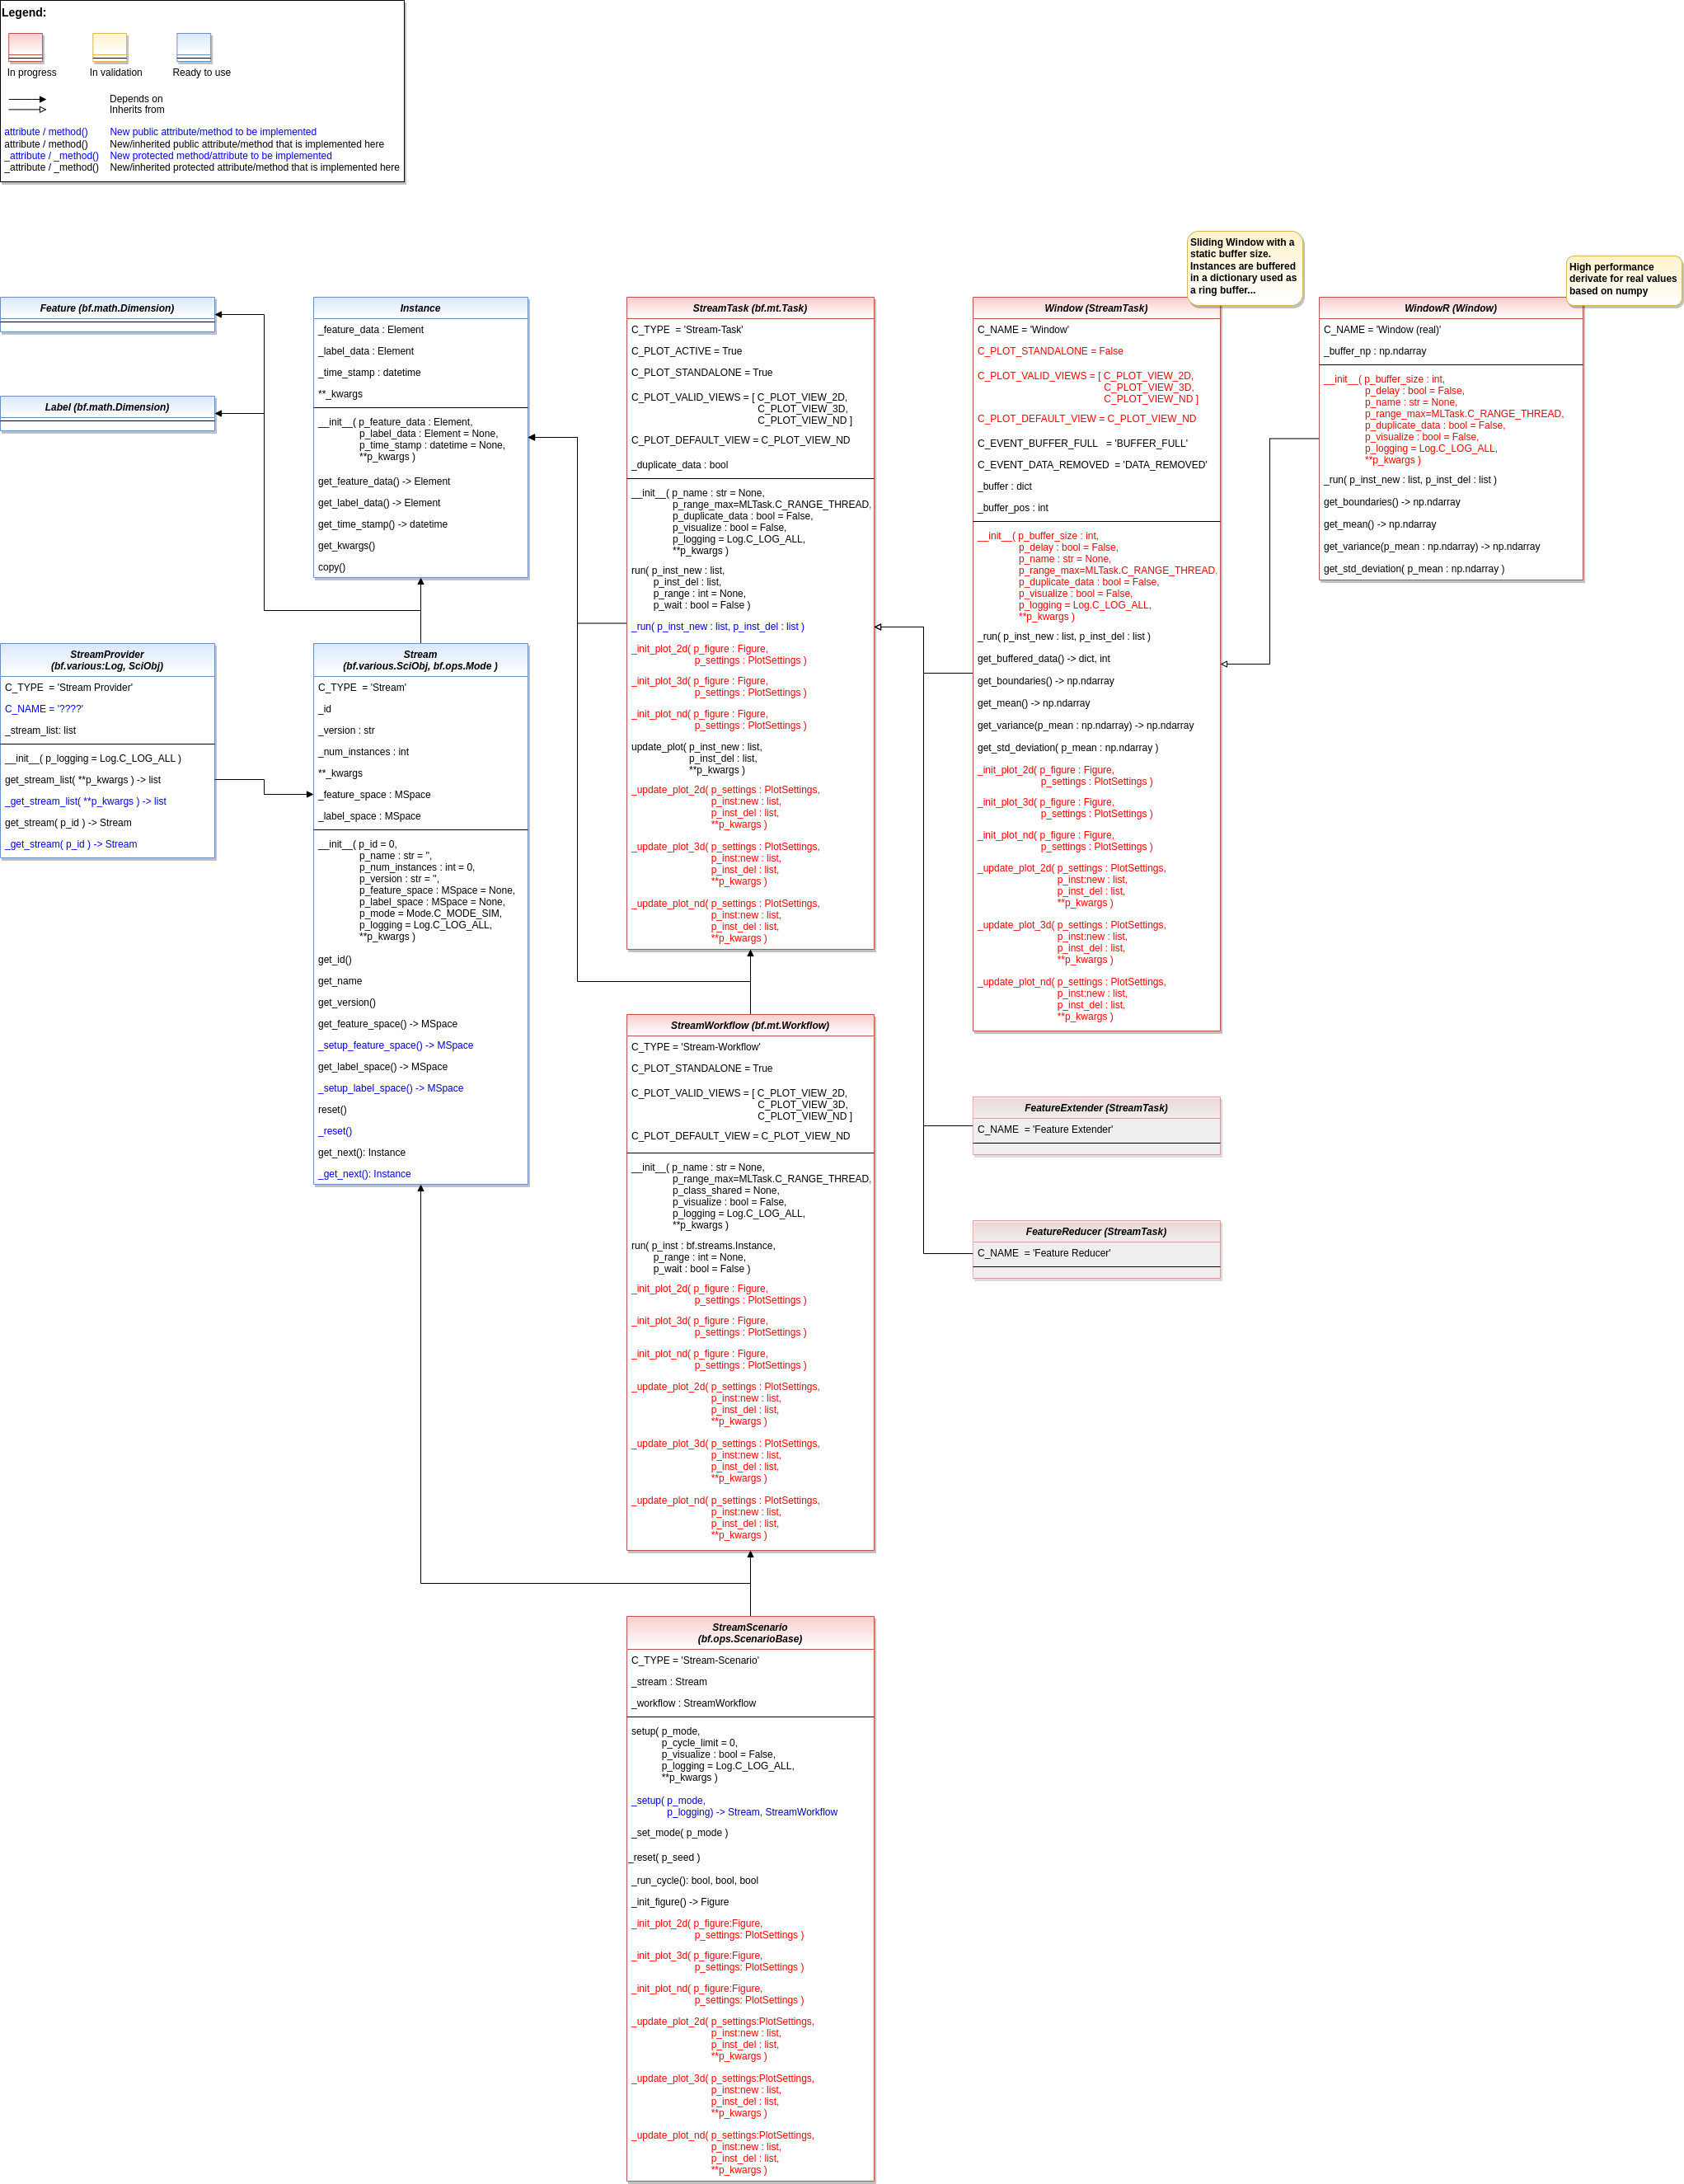 Legend:
In progress
In validation
Ready to use
Depends on
Inherits from
attribute / method() New public attribute/method to be implemented
attribute / method() New/inherited public attribute/method that is implemented here
_attribute / _method() New protected method/attribute to be implemented
_attribute / _method() New/inherited protected attribute/method that is implemented here
Feature (bf.math.Dimension)
Label (bf.math.Dimension)
StreamProvider
(bf.various:Log, SciObj)
C_TYPE = 'Stream Provider'
C_NAME = '????'
_stream_list: list
__init__( p_logging = Log.C_LOG_ALL )
get_stream_list( **p_kwargs ) -> list
_get_stream_list( **p_kwargs ) -> list
get_stream( p_id ) -> Stream
_get_stream( p_id ) -> Stream
Instance
_feature_data : Element
_label_data : Element
_time_stamp : datetime
**_kwargs
__init__( p_feature_data : Element,
p_label_data : Element = None,
p_time_stamp : datetime = None,
**p_kwargs )
get_feature_data() -> Element
get_label_data() -> Element
get_time_stamp() -> datetime
get_kwargs()
copy()
Stream
(bf.various.SciObj, bf.ops.Mode )
C_TYPE = 'Stream'
_id
_version : str
_num_instances : int
**_kwargs
_feature_space : MSpace
_label_space : MSpace
__init__( p_id = 0,
p_name : str = '',
p_num_instances : int = 0,
p_version : str = '',
p_feature_space : MSpace = None,
p_label_space : MSpace = None,
p_mode = Mode.C_MODE_SIM,
p_logging = Log.C_LOG_ALL,
**p_kwargs )
get_id()
get_name
get_version()
get_feature_space() -> MSpace
_setup_feature_space() -> MSpace
get_label_space() -> MSpace
_setup_label_space() -> MSpace
reset()
_reset()
get_next(): Instance
_get_next(): Instance
StreamTask (bf.mt.Task)
C_TYPE = 'Stream-Task'
C_PLOT_ACTIVE = True
C_PLOT_STANDALONE = True
C_PLOT_VALID_VIEWS = [ C_PLOT_VIEW_2D,
C_PLOT_VIEW_3D,
C_PLOT_VIEW_ND ]
C_PLOT_DEFAULT_VIEW = C_PLOT_VIEW_ND
_duplicate_data : bool
__init__( p_name : str = None,
p_range_max=MLTask.C_RANGE_THREAD,
p_duplicate_data : bool = False,
p_visualize : bool = False,
p_logging = Log.C_LOG_ALL,
**p_kwargs )
run( p_inst_new : list,
p_inst_del : list,
p_range : int = None,
p_wait : bool = False )
_run( p_inst_new : list, p_inst_del : list )
_init_plot_2d( p_figure : Figure,
p_settings : PlotSettings )
_init_plot_3d( p_figure : Figure,
p_settings : PlotSettings )
_init_plot_nd( p_figure : Figure,
p_settings : PlotSettings )
update_plot( p_inst_new : list,
p_inst_del : list,
**p_kwargs )
_update_plot_2d( p_settings : PlotSettings,
p_inst:new : list,
p_inst_del : list,
**p_kwargs )
_update_plot_3d( p_settings : PlotSettings,
p_inst:new : list,
p_inst_del : list,
**p_kwargs )
_update_plot_nd( p_settings : PlotSettings,
p_inst:new : list,
p_inst_del : list,
**p_kwargs )
StreamWorkflow (bf.mt.Workflow)
C_TYPE = 'Stream-Workflow'
C_PLOT_STANDALONE = True
C_PLOT_VALID_VIEWS = [ C_PLOT_VIEW_2D,
C_PLOT_VIEW_3D,
C_PLOT_VIEW_ND ]
C_PLOT_DEFAULT_VIEW = C_PLOT_VIEW_ND
__init__( p_name : str = None,
p_range_max=MLTask.C_RANGE_THREAD,
p_class_shared = None,
p_visualize : bool = False,
p_logging = Log.C_LOG_ALL,
**p_kwargs )
run( p_inst : bf.streams.Instance,
p_range : int = None,
p_wait : bool = False )
_init_plot_2d( p_figure : Figure,
p_settings : PlotSettings )
_init_plot_3d( p_figure : Figure,
p_settings : PlotSettings )
_init_plot_nd( p_figure : Figure,
p_settings : PlotSettings )
_update_plot_2d( p_settings : PlotSettings,
p_inst:new : list,
p_inst_del : list,
**p_kwargs )
_update_plot_3d( p_settings : PlotSettings,
p_inst:new : list,
p_inst_del : list,
**p_kwargs )
_update_plot_nd( p_settings : PlotSettings,
p_inst:new : list,
p_inst_del : list,
**p_kwargs )
StreamScenario
(bf.ops.ScenarioBase)
C_TYPE = 'Stream-Scenario'
_stream : Stream
_workflow : StreamWorkflow
setup( p_mode,
p_cycle_limit = 0,
p_visualize : bool = False,
p_logging = Log.C_LOG_ALL,
**p_kwargs )
_setup( p_mode,
p_logging) -> Stream, StreamWorkflow
_set_mode( p_mode )
_reset( p_seed )
_run_cycle(): bool, bool, bool
_init_figure() -> Figure
_init_plot_2d( p_figure:Figure,
p_settings: PlotSettings )
_init_plot_3d( p_figure:Figure,
p_settings: PlotSettings )
_init_plot_nd( p_figure:Figure,
p_settings: PlotSettings )
_update_plot_2d( p_settings:PlotSettings,
p_inst:new : list,
p_inst_del : list,
**p_kwargs )
_update_plot_3d( p_settings:PlotSettings,
p_inst:new : list,
p_inst_del : list,
**p_kwargs )
_update_plot_nd( p_settings:PlotSettings,
p_inst:new : list,
p_inst_del : list,
**p_kwargs )
Sliding Window with a
static buffer size.
Instances are buffered
in a dictionary used as
a ring buffer...
Window (StreamTask)
C_NAME = 'Window'
C_PLOT_STANDALONE = False
C_PLOT_VALID_VIEWS = [ C_PLOT_VIEW_2D,
C_PLOT_VIEW_3D,
C_PLOT_VIEW_ND ]
C_PLOT_DEFAULT_VIEW = C_PLOT_VIEW_ND
C_EVENT_BUFFER_FULL = 'BUFFER_FULL'
C_EVENT_DATA_REMOVED = 'DATA_REMOVED'
_buffer : dict
_buffer_pos : int
__init__( p_buffer_size : int,
p_delay : bool = False,
p_name : str = None,
p_range_max=MLTask.C_RANGE_THREAD,
p_duplicate_data : bool = False,
p_visualize : bool = False,
p_logging = Log.C_LOG_ALL,
**p_kwargs )
_run( p_inst_new : list, p_inst_del : list )
get_buffered_data() -> dict, int
get_boundaries() -> np.ndarray
get_mean() -> np.ndarray
get_variance(p_mean : np.ndarray) -> np.ndarray
get_std_deviation( p_mean : np.ndarray )
_init_plot_2d( p_figure : Figure,
p_settings : PlotSettings )
_init_plot_3d( p_figure : Figure,
p_settings : PlotSettings )
_init_plot_nd( p_figure : Figure,
p_settings : PlotSettings )
_update_plot_2d( p_settings : PlotSettings,
p_inst:new : list,
p_inst_del : list,
**p_kwargs )
_update_plot_3d( p_settings : PlotSettings,
p_inst:new : list,
p_inst_del : list,
**p_kwargs )
_update_plot_nd( p_settings : PlotSettings,
p_inst:new : list,
p_inst_del : list,
**p_kwargs )
FeatureExtender (StreamTask)
C_NAME = 'Feature Extender'
FeatureReducer (StreamTask)
C_NAME = 'Feature Reducer'
High performance
derivate for real values
based on numpy
WindowR (Window)
C_NAME = 'Window (real)'
_buffer_np : np.ndarray
__init__( p_buffer_size : int,
p_delay : bool = False,
p_name : str = None,
p_range_max=MLTask.C_RANGE_THREAD,
p_duplicate_data : bool = False,
p_visualize : bool = False,
p_logging = Log.C_LOG_ALL,
**p_kwargs )
_run( p_inst_new : list, p_inst_del : list )
get_boundaries() -> np.ndarray
get_mean() -> np.ndarray
get_variance(p_mean : np.ndarray) -> np.ndarray
get_std_deviation( p_mean : np.ndarray )